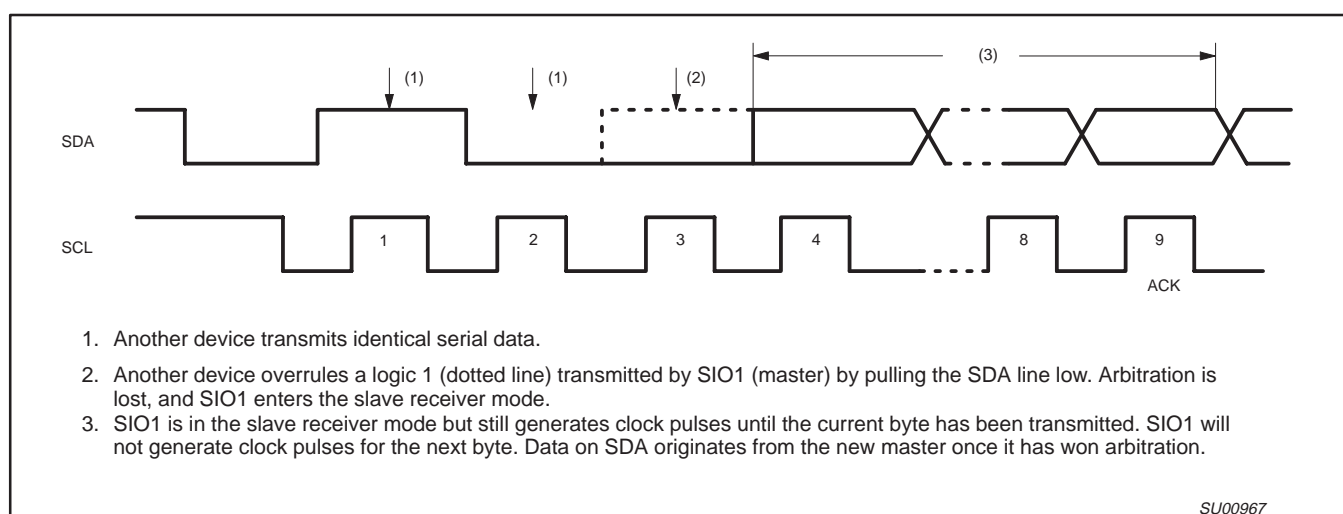 (3)
(1) (1) (2)
SDA
SCL
1 2 3 4 8 9
ACK
1. Another device transmits identical serial data.
2. Another device overrules a logic 1 (dotted line) transmitted by SIO1 (master) by pulling the SDA line low. Arbitration is
lost, and SIO1 enters the slave receiver mode.
3. SIO1 is in the slave receiver mode but still generates clock pulses until the current byte has been transmitted. SIO1 will
not generate clock pulses for the next byte. Data on SDA originates from the new master once it has won arbitration.
SU00967